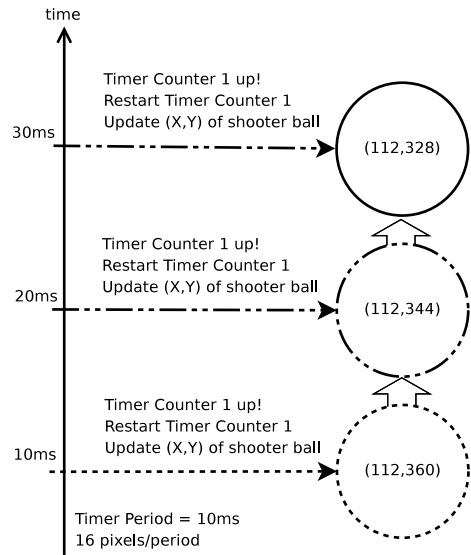 time
Timer Counter 1 up!
Restart Timer Counter 1
Update (X,Y) of shooter ball
30ms
(112,328)
Timer Counter 1 up!
Restart Timer Counter 1
Update (X,Y) of shooter ball
20ms
(112,344)
Timer Counter 1 up!
Restart Timer Counter 1
Update (X,Y) of shooter ball
10ms
(112,360)
Timer Period = 10ms
16 pixels/period